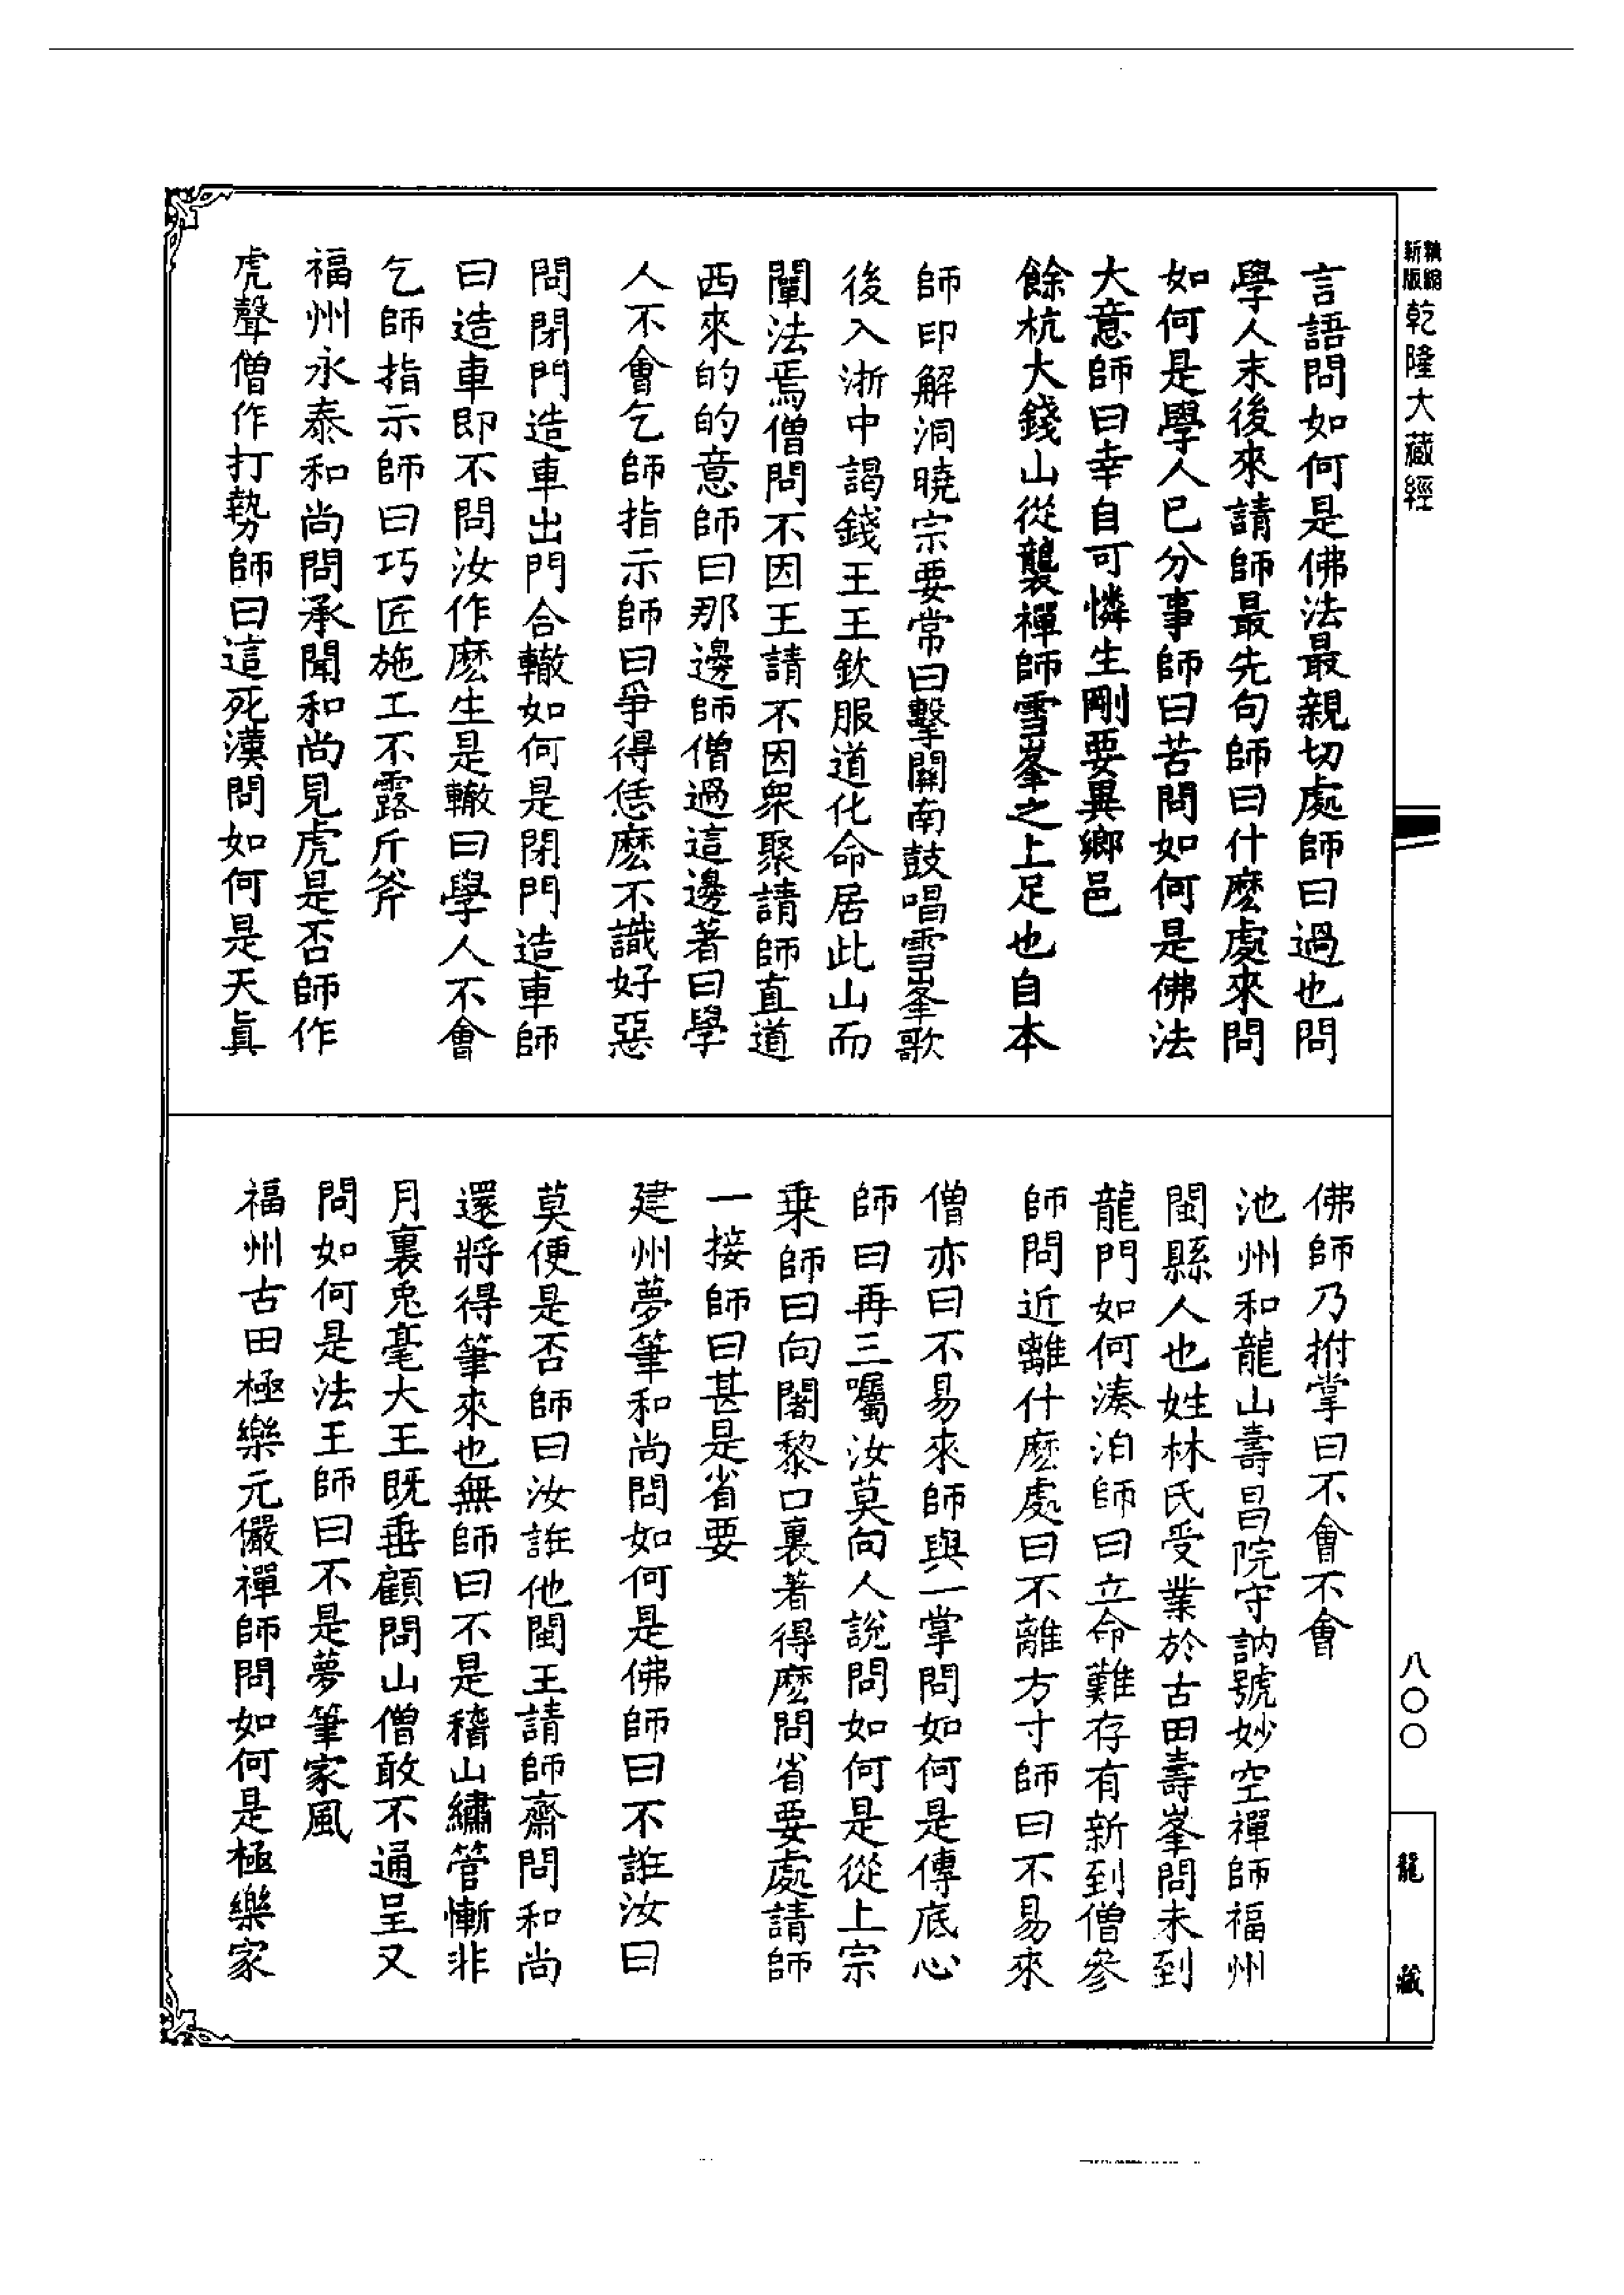 精縮
新版
乾隆大藏經
言語問如何是佛法最親切處師曰過也問
學人末後來請師最先句師曰什麽處來問
如何是學人已分事師曰苦問如何是佛法
大意師曰幸自可憐生剛要異鄉邑
餘杭大錢山從襲禪師雪峯之上足也自本
師印解洞曉宗要常曰擊關南鼓唱雪峯歌
後入浙中謁錢王王欽服道化命居此山而
闡法焉僧問不因王請不因衆聚請師直道
西來的的意師曰那邊師僧過這邊著曰學
人不會乞師指示師曰爭得恁麽不識好惡
問閉門造車出門合轍如何是閉門造車師
曰造車即不問汝作麽生是轍曰學人不會
乞師指示師曰巧匠施工不露斤斧
福州永泰和尚問承聞和尚見虎是否師作
虎聲僧作打勢師曰這死漢問如何是天真
佛師乃拊掌曰不會不會
池州和龍山壽昌院守訥號妙空禪師福州
閩縣人也姓林氏受業於古田壽峯問未到
龍門如何湊泊師曰立命難存有新到僧參
師問近離什麽處曰不離方寸師曰不易來
僧亦曰不易來師與一掌問如何是傳底心
師曰再三囑汝莫向人說問如何是從上宗
乘師曰向闍黎口裏著得麽問省要處請師
一接師曰甚是省要
建州夢筆和尚問如何是佛師曰不誑汝曰
莫便是否師曰汝誑他閩王請師齋問和尚
還將得筆來也無師曰不是稽山繡管慚非
月裏兎毫大王既垂顧問山僧敢不通呈又
問如何是法王師曰不是夢筆家風
福州古田極樂元儼禪師問如何是極樂家
八〇〇
龍藏